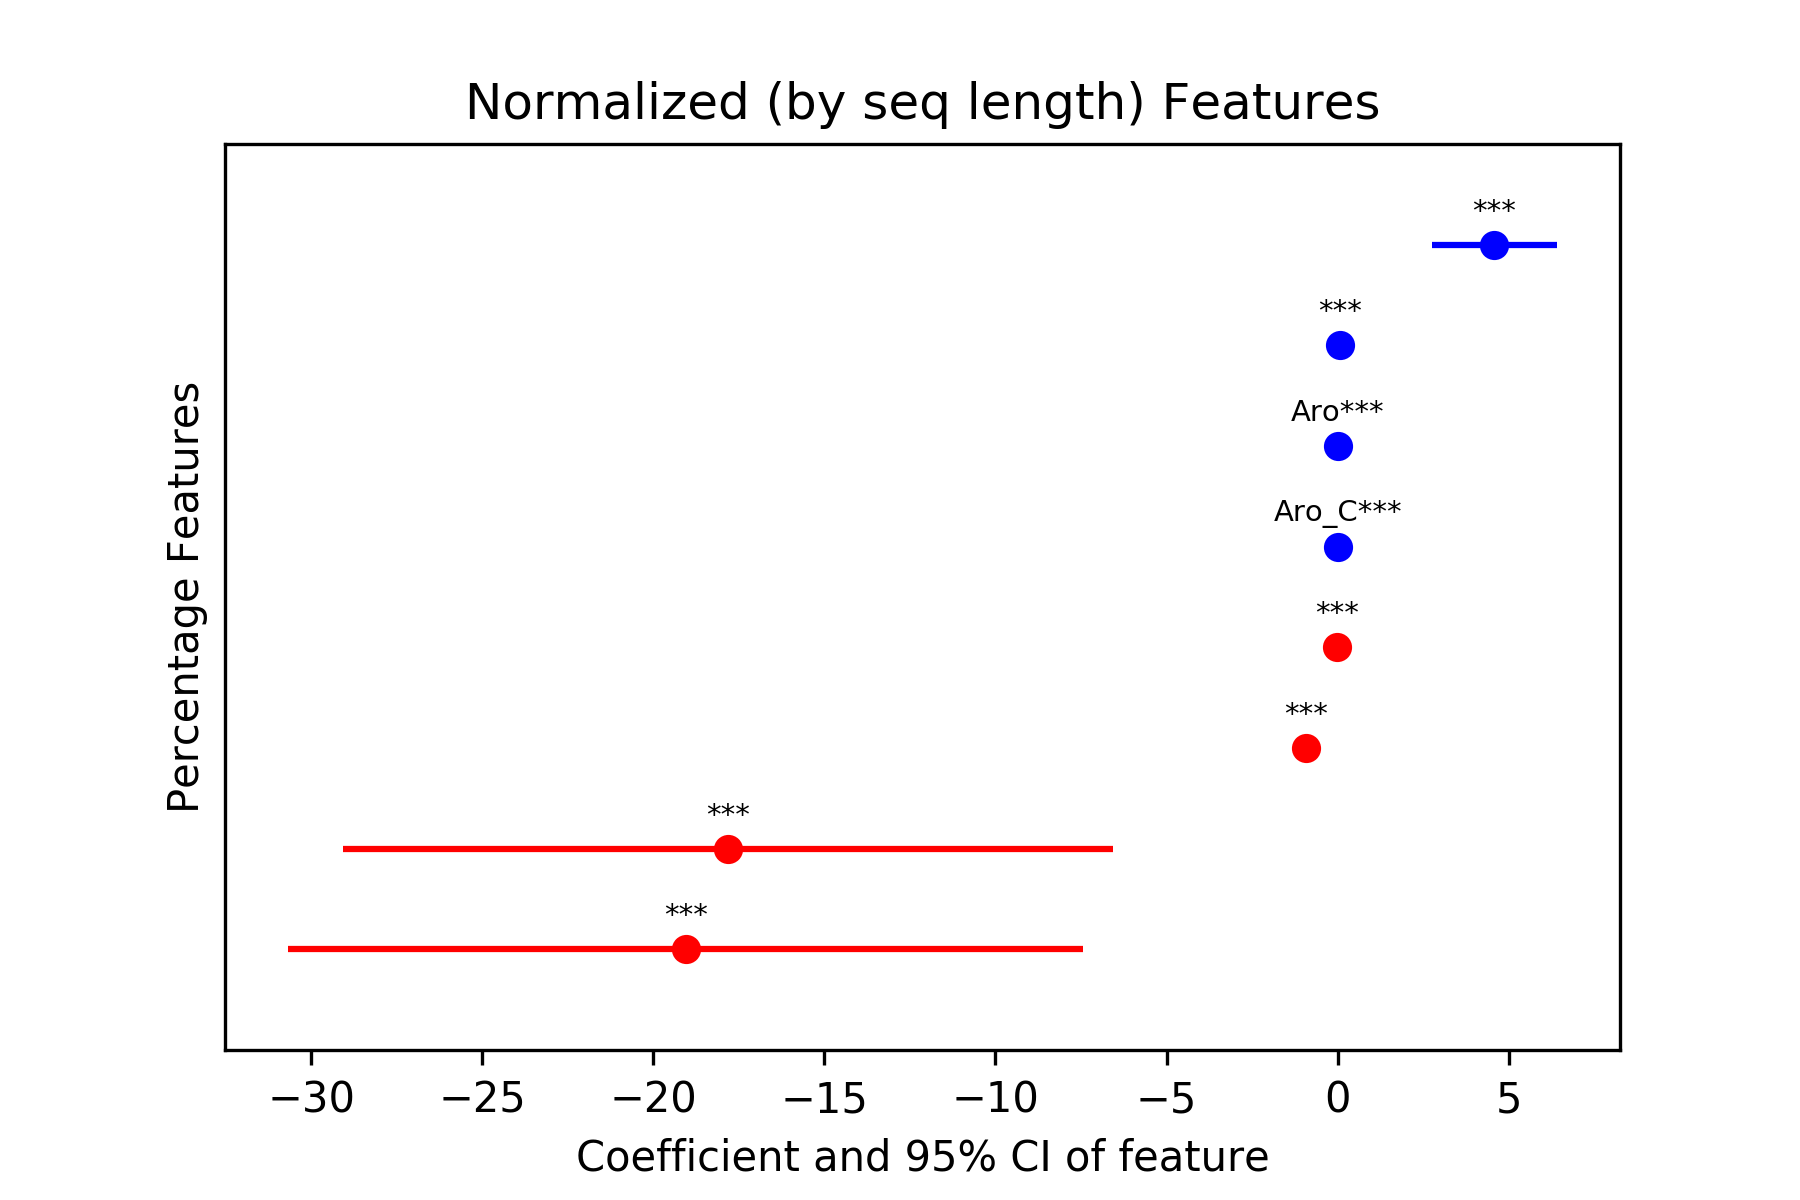 Normalized (by seq length) Features
***
***
Aro***
Aro_C***
***
***
***
***
Percentage Features
−30 −25 −20 −15 −10 −5 0 5
Coefficient and 95% CI of feature